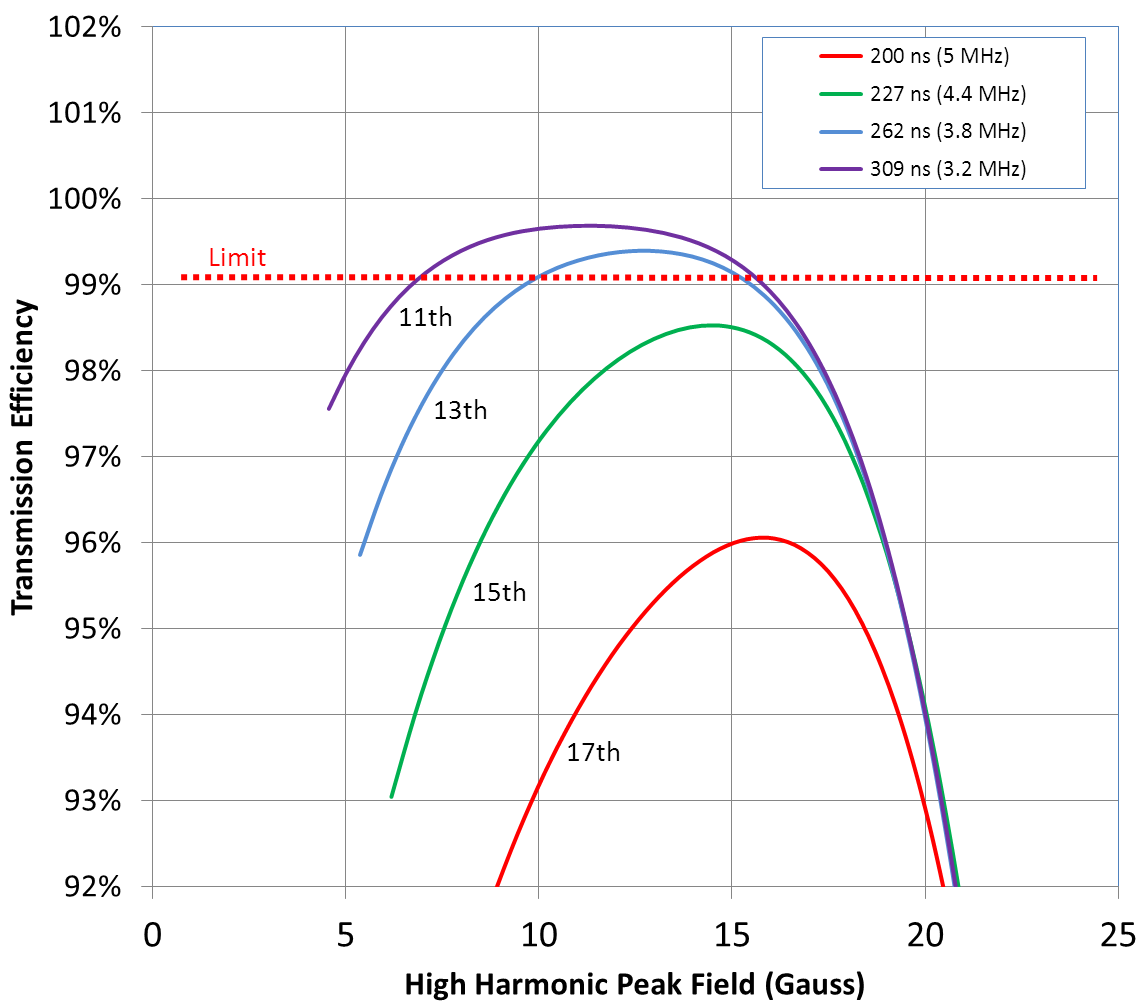 102%
101%
100%
99%
98%
97%
96%
95%
94%
93%
92%
Transmission Efficiency
200 ns (5 MHz)
227 ns (4.4 MHz)
262 ns (3.8 MHz)
309 ns (3.2 MHz)
Limit
11th
13th
15th
17th
0 5 10 15 20 25
High Harmonic Peak Field (Gauss)